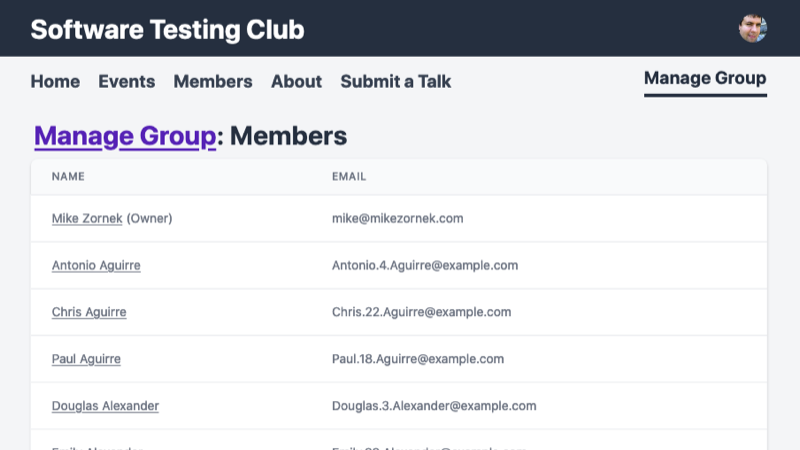 Software Testing Club
Home Events Members About Submit a Talk Manage Group
Manage Group: Members
NAME EMAIL
Mike Zornek (Owner) mike@mikezornek.com
Antonio Aguirre Antonio.4.Aguirre@example.com
Chris Aguirre Chris.22.Aguirre@example.com
Paul Aguirre Paul.18.Aguirre@example.com
Douglas Alexander Douglas.3.Alexander@example.com